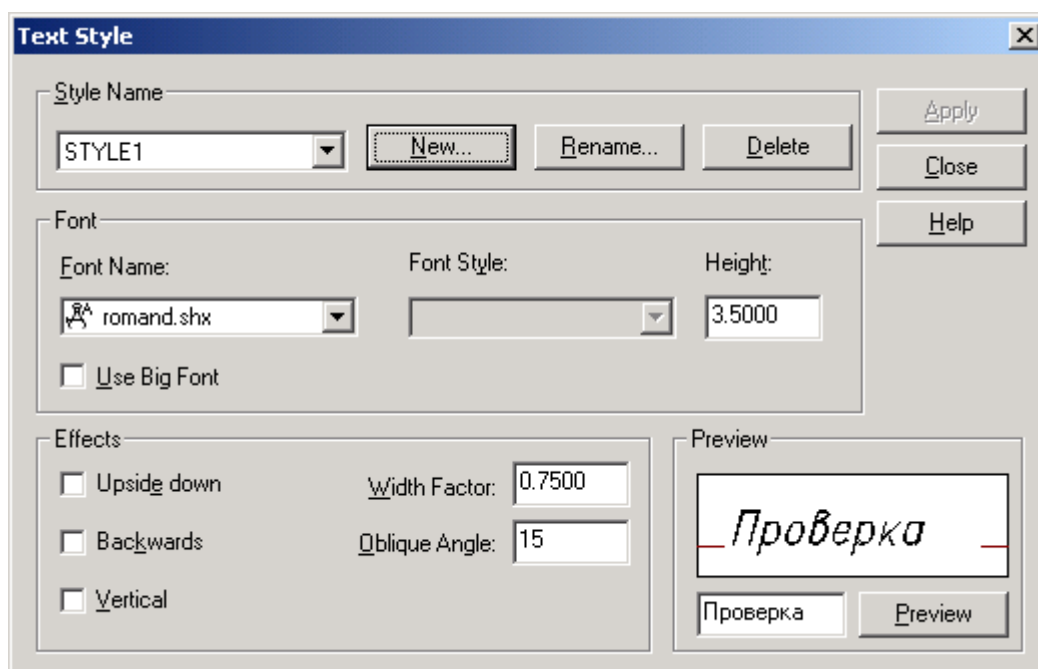 Text Style
Style Name
STYLE1 New... Rename... Delete
Apply
Close
Help
Font
Font Name: Font Style: Height:
romand.shx 3.5000
Use Big Font
Effects
Upside down Width Factor: 0.7500
Backwards Oblique Angle: 15
Vertical
Preview
Проверка
Проверка Preview